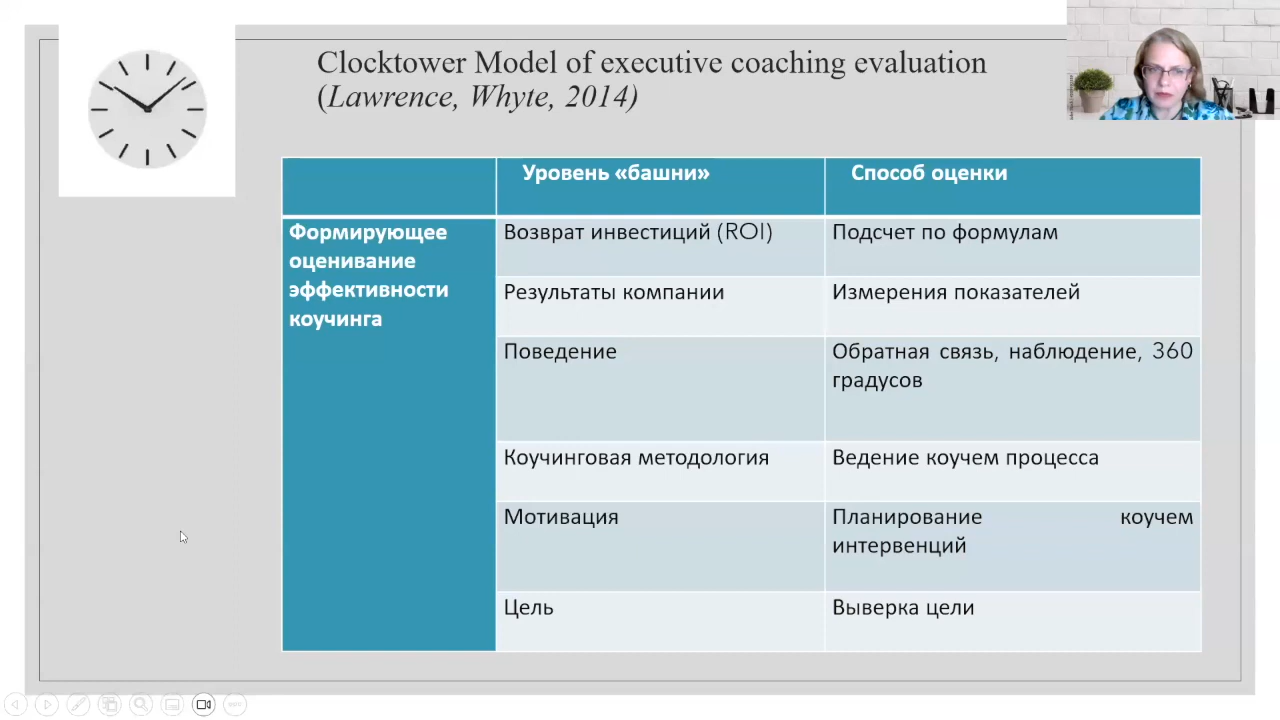 Clocktower Model of executive coaching evaluation
(Lawrence, Whyte, 2014)
Уровень «башни»
Способ оценки
Формирующее
оценивание
эффективности
коучинга
Возврат инвестиций (ROI)
Подсчет по формулам
Результаты компании
Измерения показателей
Поведение
Обратная связь, наблюдение, 360
градусов
Коучинговая методология
Ведение коучем процесса
Мотивация
Планирование коучем
интервенций
Цель
Выверка цели